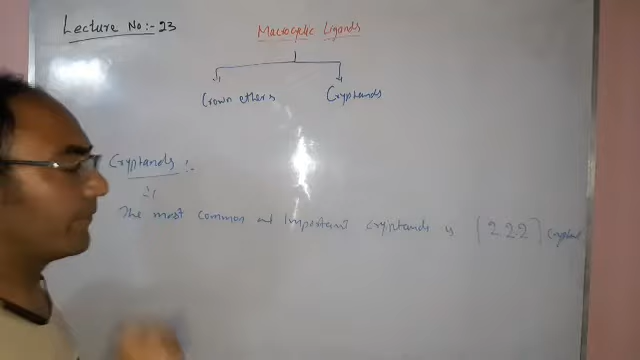 Lecture No:- 23
Macrocyclic Ligands
Crown ethers
Cryptands
Cryptands :-
The most common and important cryptands is [2.2.2]